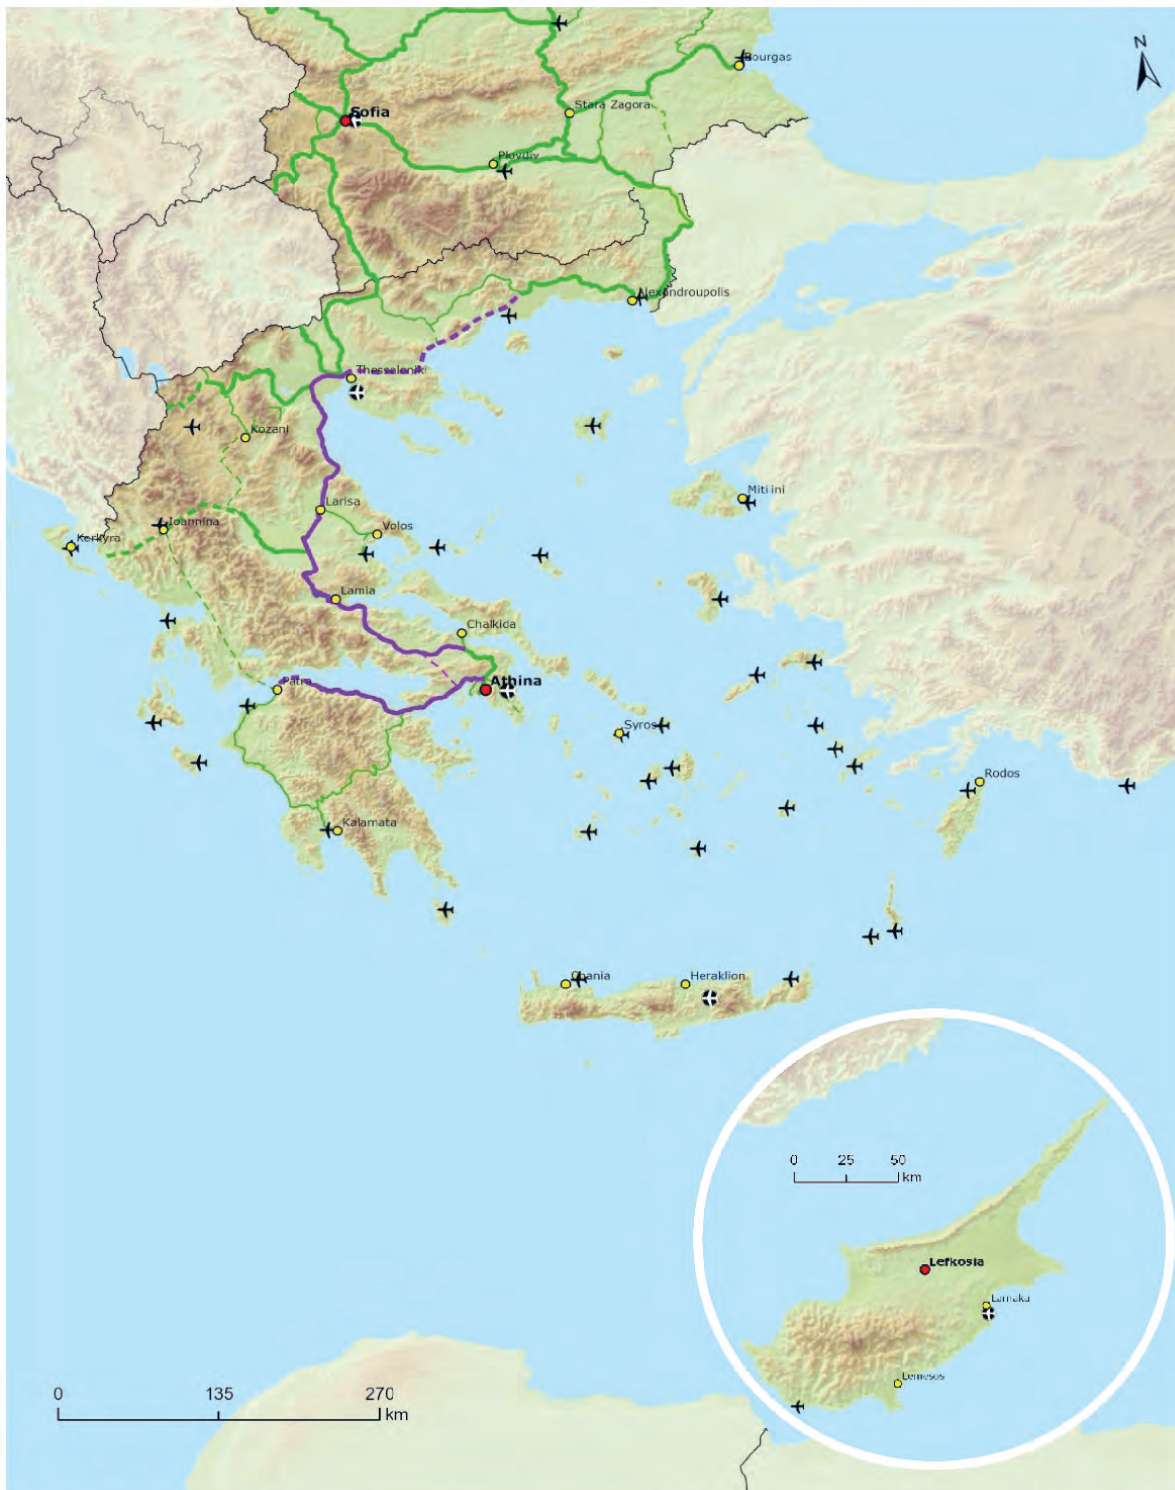 N
Bourgas
Stara Zagora
Sofia
Plovdiv
Alexandroupolis
Thessaloniki
Kozani
Mitilini
Larisa
Ioannina
Volos
Kerkyra
Lamia
Chalkida
Patra
Athina
Syros
Rodos
Kalamata
Chania
Heraklion
0 25 50
km
Lefkosia
Larnaka
Lemesos
0 135 270
km